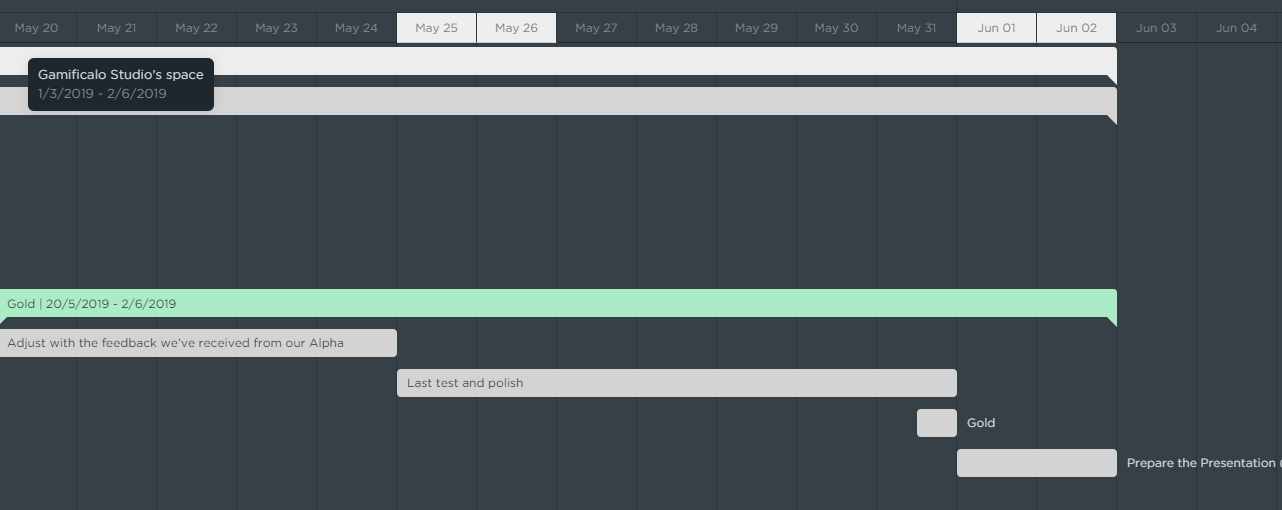 May 20 May 21 May 22 May 23 May 24 May 25 May 26 May 27 May 28 May 29 May 30 May 31 Jun 01 Jun 02 Jun 03 Jun 04
Gamificalo Studio's space
1/3/2019 - 2/6/2019
Gold | 20/5/2019 - 2/6/2019
Adjust with the feedback we've received from our Alpha
Last test and polish
Gold
Prepare the Presentation (